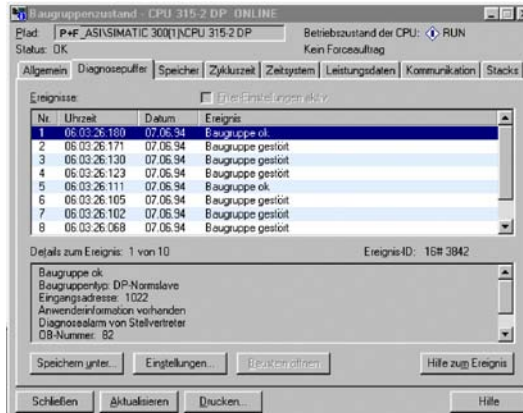 Baugruppenzustand - CPU 315-2 DP ONLINE
Pfad: P+F_ASI\SIMATIC 300(1)\CPU 315-2 DP Betriebszustand der CPU: RUN
Status: OK Kein Forceauftrag
Allgemein Diagnosepuffer Speicher Zykluszeit Zeitsystem Leistungsdaten Kommunikation Stacks
Ereignisse: Filter-Einstellungen aktiv
Nr. Uhrzeit Datum Ereignis
1 06:03:26:180 07.06.94 Baugruppe ok
2 06:03:26:171 07.06.94 Baugruppe gestört
3 06:03:26:130 07.06.94 Baugruppe gestört
4 06:03:26:123 07.06.94 Baugruppe gestört
5 06:03:26:111 07.06.94 Baugruppe ok
6 06:03:26:105 07.06.94 Baugruppe gestört
7 06:03:26:102 07.06.94 Baugruppe gestört
8 06:03:26:068 07.06.94 Baugruppe gestört
Details zum Ereignis: 1 von 10 Ereignis-ID: 16# 3842
Baugruppe ok
Baugruppentyp: DP-Normslave
Eingangsadresse: 1022
Anwenderinformation vorhanden
Diagnosealarm von Stellvertreter
OB-Nummer: 82
Speichern unter... Einstellungen... Baustein öffnen Hilfe zum Ereignis
Schließen Aktualisieren Drucken... Hilfe